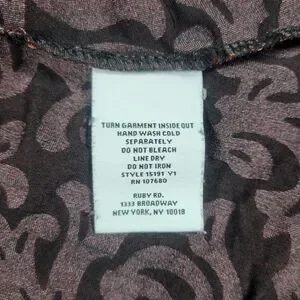 TURN GARMENT INSIDE OUT
HAND WASH COLD
SEPARATELY
DO NOT BLEACH
LINE DRY
DO NOT IRON
STYLE 15191 Y1
RN 107680
RUBY RD.
1333 BROADWAY
NEW YORK, NY 10018